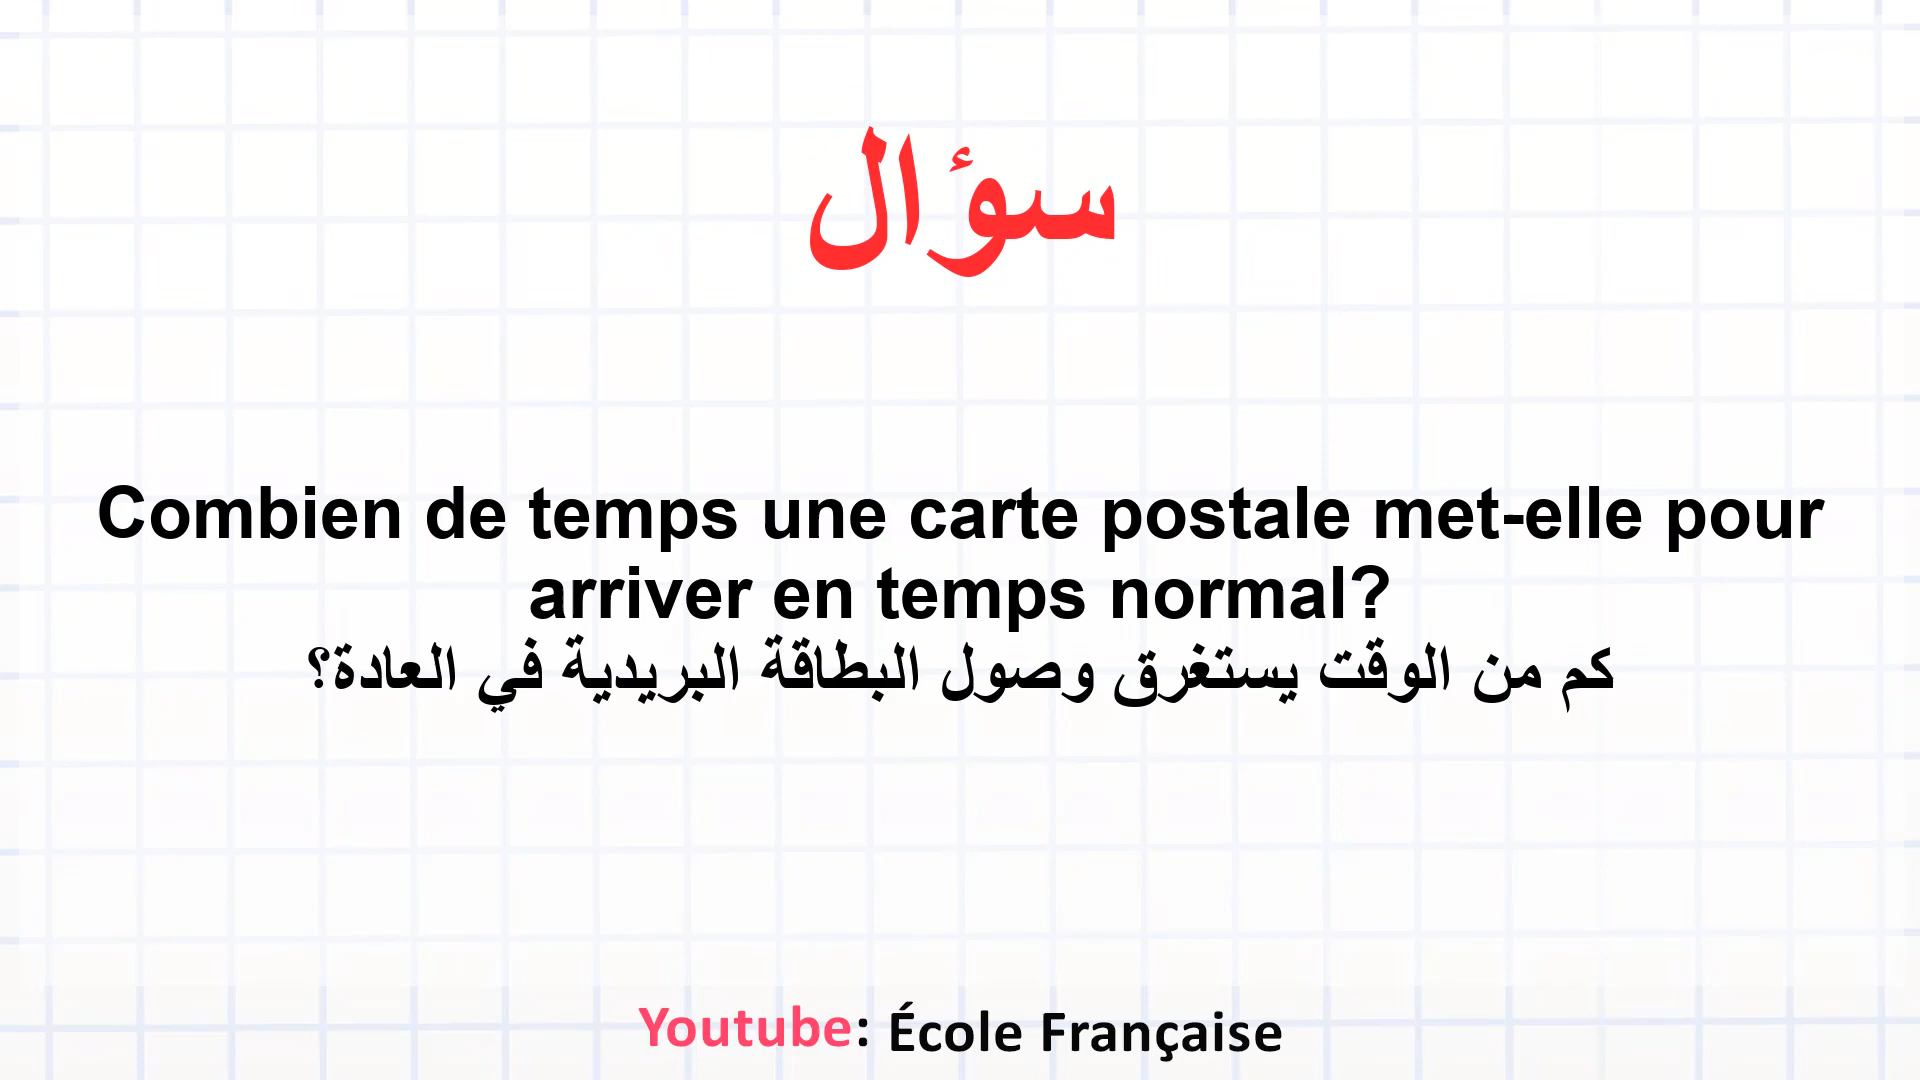 سؤال
Combien de temps une carte postale met-elle pour
arriver en temps normal?
كم من الوقت يستغرق وصول البطاقة البريدية في العادة؟
Youtube: École Française